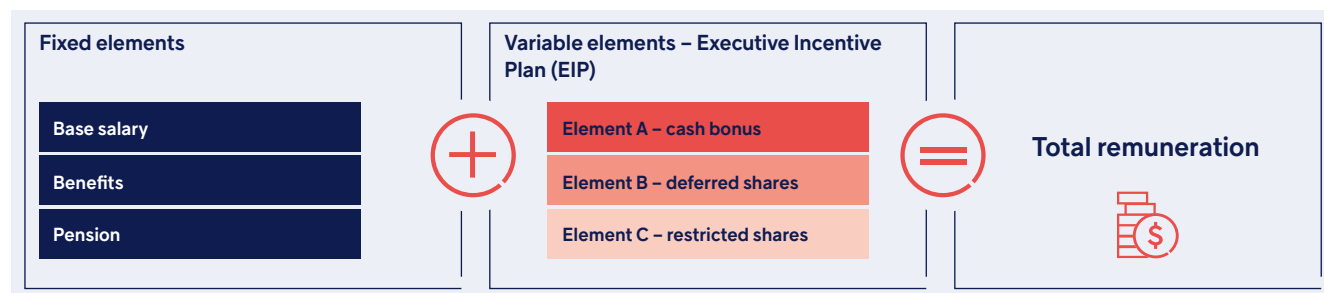 Fixed elements
Base salary
Benefits
Pension
Variable elements – Executive Incentive
Plan (EIP)
Element A – cash bonus
Element B – deferred shares
Element C – restricted shares
Total remuneration
$